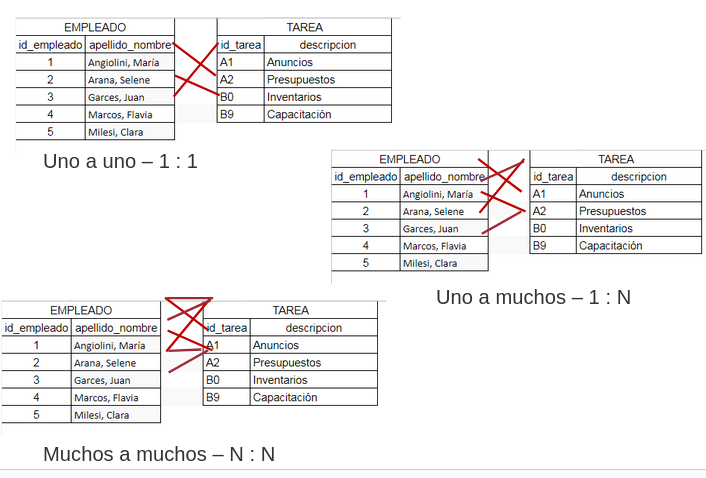 EMPLEADO TAREA
id_empleado apellido_nombre id_tarea descripcion
1 Angiolini, María A1 Anuncios
2 Arana, Selene A2 Presupuestos
3 Garces, Juan B0 Inventarios
4 Marcos, Flavia B9 Capacitación
5 Milesi, Clara
Uno a uno – 1 : 1
EMPLEADO TAREA
id_empleado apellido_nombre id_tarea descripcion
1 Angiolini, María A1 Anuncios
2 Arana, Selene A2 Presupuestos
3 Garces, Juan B0 Inventarios
4 Marcos, Flavia B9 Capacitación
5 Milesi, Clara
Uno a muchos – 1 : N
EMPLEADO TAREA
id_empleado apellido_nombre id_tarea descripcion
1 Angiolini, María A1 Anuncios
2 Arana, Selene A2 Presupuestos
3 Garces, Juan B0 Inventarios
4 Marcos, Flavia B9 Capacitación
5 Milesi, Clara
Muchos a muchos – N : N